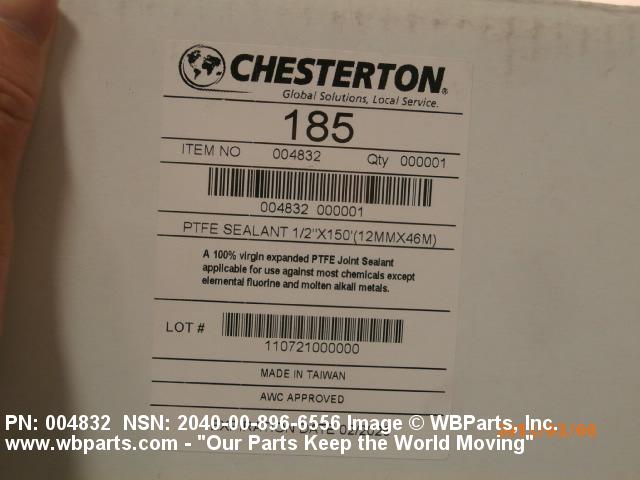 CHESTERTON®
Global Solutions, Local Service.
185
ITEM NO 004832 Qty 000001
004832 000001
PTFE SEALANT 1/2"X150'(12MMX46M)
A 100% virgin expanded PTFE Joint Sealant
applicable for use against most chemicals except
elemental fluorine and molten alkali metals.
LOT #
110721000000
MADE IN TAIWAN
AWC APPROVED
DATE
PN: 004832 NSN: 2040-00-896-6556 Image © WBParts, Inc.
www.wbparts.com - "Our Parts Keep the World Moving"